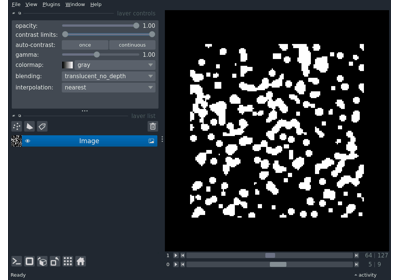 File View Plugins Window Help
layer controls
opacity: 1.00
contrast limits:
auto-contrast: once continuous
gamma: 1.00
colormap: gray
blending: translucent_no_depth
interpolation: nearest
layer list
Image
1 64 127
0 5 9
Ready activity